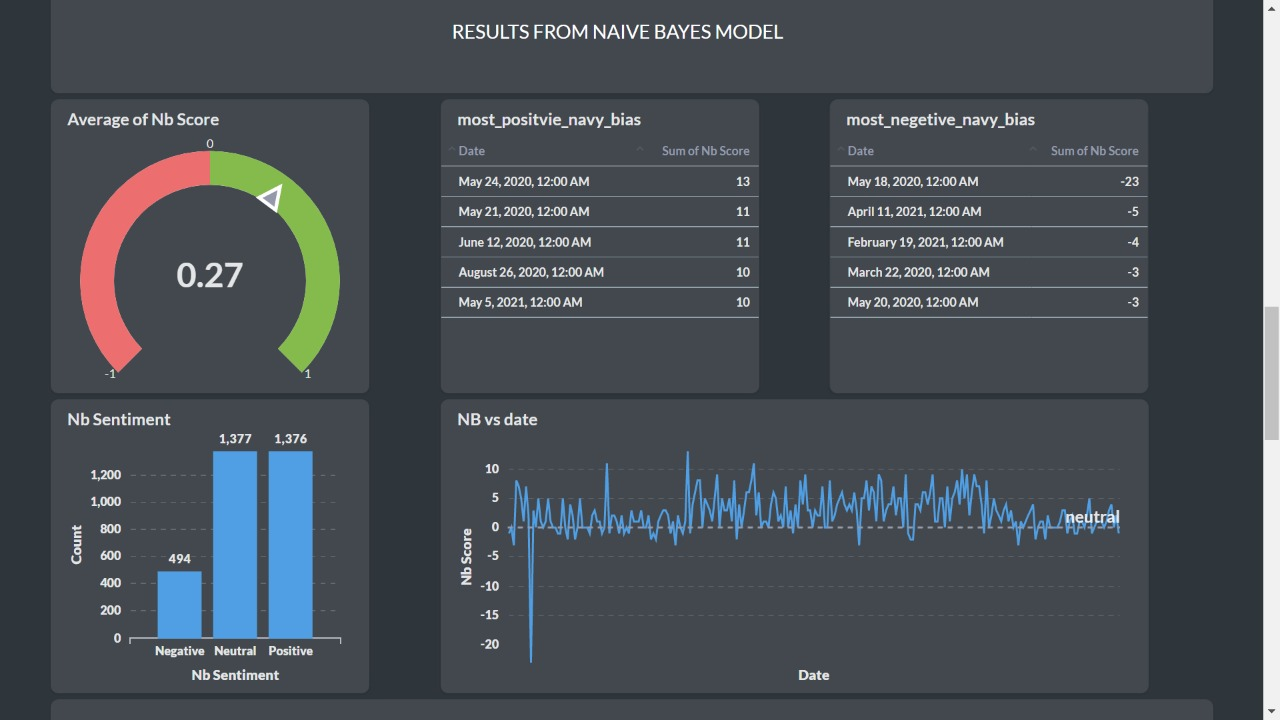 RESULTS FROM NAIVE BAYES MODEL
Average of Nb Score
0
0.27
-1
1
most_positvie_navy_bias
Date Sum of Nb Score
May 24, 2020, 12:00 AM 13
May 21, 2020, 12:00 AM 11
June 12, 2020, 12:00 AM 11
August 26, 2020, 12:00 AM 10
May 5, 2021, 12:00 AM 10
most_negetive_navy_bias
Date Sum of Nb Score
May 18, 2020, 12:00 AM -23
April 11, 2021, 12:00 AM -5
February 19, 2021, 12:00 AM -4
March 22, 2020, 12:00 AM -3
May 20, 2020, 12:00 AM -3
Nb Sentiment
1,377 1,376
494
1,200
1,000
800
600
400
200
0
Count
Negative Neutral Positive
Nb Sentiment
NB vs date
10
5
0
-5
-10
-15
-20
Nb Score
neutral
Date